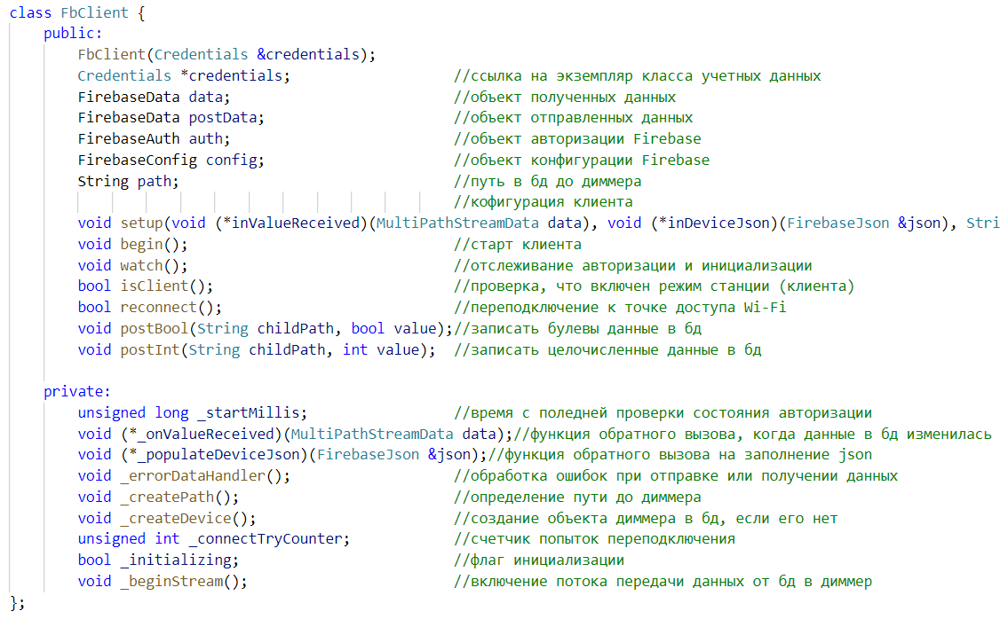 class FbClient {
public:
FbClient(Credentials &credentials);
Credentials *credentials; //ссылка на экземпляр класса учетных данных
FirebaseData data; //объект полученных данных
FirebaseData postData; //объект отправленных данных
FirebaseAuth auth; //объект авторизации Firebase
FirebaseConfig config; //объект конфигурации Firebase
String path; //путь в бд до диммера
//кофигурация клиента
void setup(void (*inValueReceived)(MultiPathStreamData data), void (*inDeviceJson)(FirebaseJson &json), Stri
void begin(); //старт клиента
void watch(); //отслеживание авторизации и инициализации
bool isClient(); //проверка, что включен режим станции (клиента)
bool reconnect(); //переподключение к точке доступа Wi-Fi
void postBool(String childPath, bool value);//записать булевы данные в бд
void postInt(String childPath, int value); //записать целочисленные данные в бд
private:
unsigned long _startMillis; //время с поледней проверки состояния авторизации
void (*_onValueReceived)(MultiPathStreamData data);//функция обратного вызова, когда данные в бд изменилась
void (*_populateDeviceJson)(FirebaseJson &json);//функция обратного вызова на заполнение json
void _errorDataHandler(); //обработка ошибок при отправке или получении данных
void _createPath(); //определение пути до диммера
void _createDevice(); //создание объекта диммера в бд, если его нет
unsigned int _connectTryCounter; //счетчик попыток переподключения
bool _initializing; //флаг инициализации
void _beginStream(); //включение потока передачи данных от бд в диммер
};